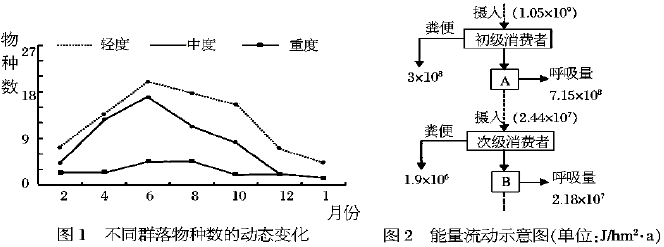 物种数
27
18
9
0
轻度 中度 重度
2 4 6 8 10 12 1
月份
图1 不同群落物种数的动态变化
摄入 (1.05×10⁹)
粪便
初级消费者
3×10⁸
A
呼吸量
7.15×10⁸
摄入 (2.44×10⁷)
粪便
次级消费者
1.9×10⁶
B
呼吸量
2.18×10⁷
图2 能量流动示意图(单位:J/hm²·a)